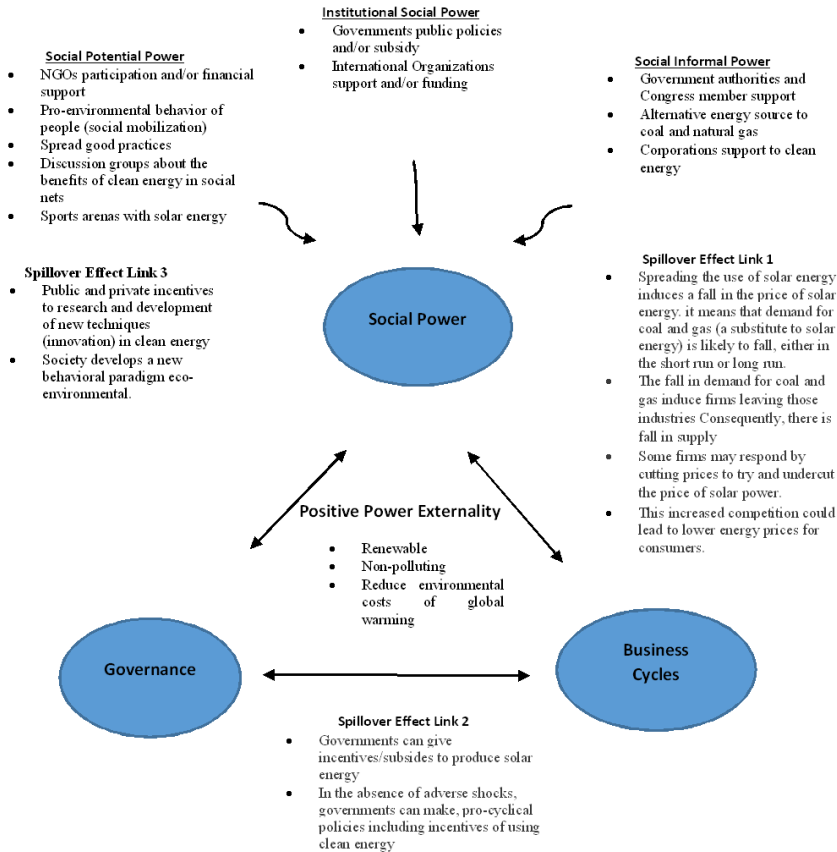 Institutional Social Power
• Governments public policies
and/or subsidy
• International Organizations
support and/or funding
Social Potential Power
• NGOs participation and/or financial
support
• Pro-environmental behavior of
people (social mobilization)
• Spread good practices
• Discussion groups about the
benefits of clean energy in social
nets
• Sports arenas with solar energy
Social Informal Power
• Government authorities and
Congress member support
• Alternative energy source to
coal and natural gas
• Corporations support to clean
energy
Spillover Effect Link 3
• Public and private incentives
to research and development
of new techniques
(innovation) in clean energy
• Society develops a new
behavioral paradigm eco-
environmental.
Social Power
Spillover Effect Link 1
• Spreading the use of solar energy
induces a fall in the price of solar
energy. it means that demand for
coal and gas (a substitute to solar
energy) is likely to fall, either in
the short run or long run.
• The fall in demand for coal and
gas induce firms leaving those
industries Consequently, there is
fall in supply
• Some firms may respond by
cutting prices to try and undercut
the price of solar power.
• This increased competition could
lead to lower energy prices for
consumers.
Positive Power Externality
• Renewable
• Non-polluting
• Reduce environmental
costs of global
warming
Governance
Business
Cycles
Spillover Effect Link 2
• Governments can give
incentives/subsides to produce solar
energy
• In the absence of adverse shocks,
governments can make, pro-cyclical
policies including incentives of using
clean energy